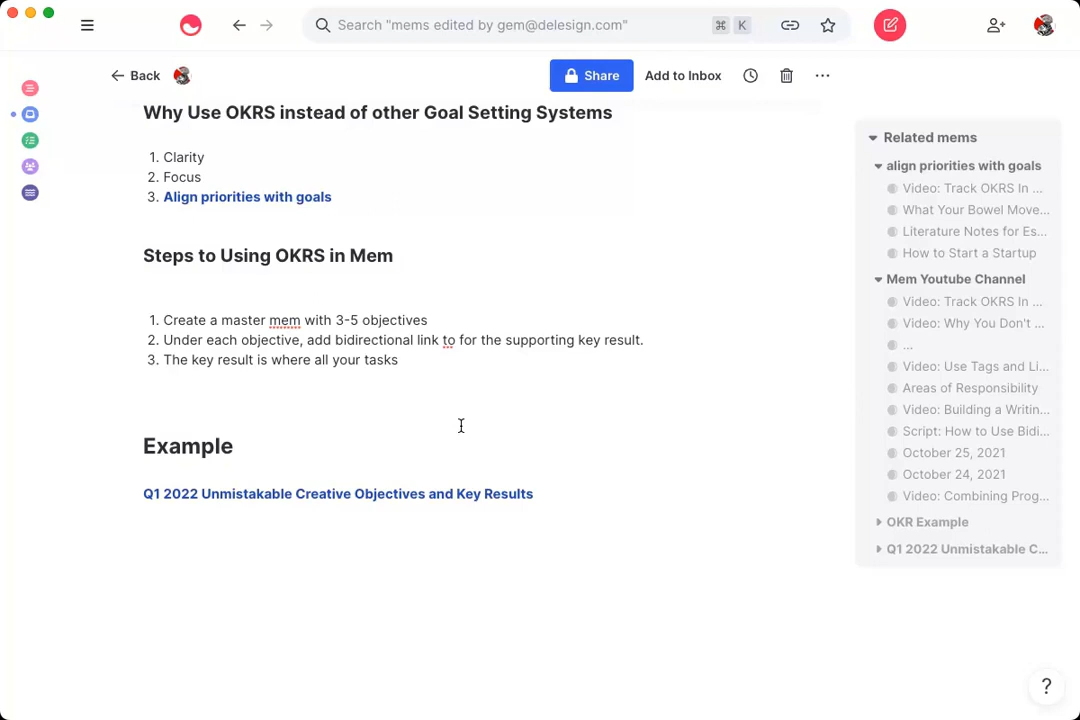 Search "mems edited by gem@delesign.com"
⌘ K
Back
Share
Add to Inbox
Why Use OKRS instead of other Goal Setting Systems
1. Clarity
2. Focus
3. Align priorities with goals
Steps to Using OKRS in Mem
1. Create a master mem with 3-5 objectives
2. Under each objective, add bidirectional link to for the supporting key result.
3. The key result is where all your tasks
Example
Q1 2022 Unmistakable Creative Objectives and Key Results
Related mems
align priorities with goals
Video: Track OKRS In ...
What Your Bowel Move...
Literature Notes for Es...
How to Start a Startup
Mem Youtube Channel
Video: Track OKRS In ...
Video: Why You Don't ...
...
Video: Use Tags and Li...
Areas of Responsibility
Video: Building a Writin...
Script: How to Use Bidi...
October 25, 2021
October 24, 2021
Video: Combining Prog...
OKR Example
Q1 2022 Unmistakable C...
?